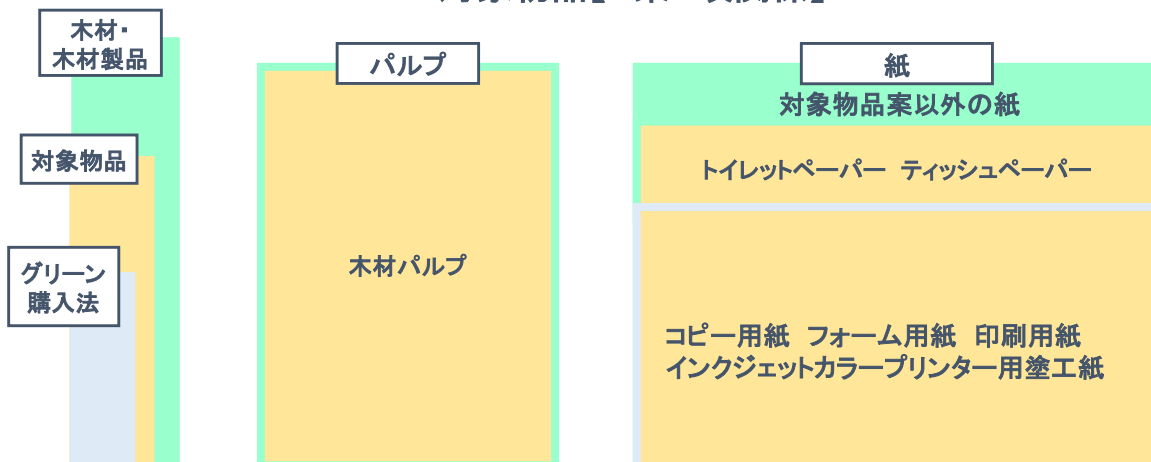 木材・
木材製品
対象物品
グリーン
購入法
パルプ
木材パルプ
紙
対象物品案以外の紙
トイレットペーパー ティッシュペーパー
コピー用紙 フォーム用紙 印刷用紙
インクジェットカラープリンター用塗工紙